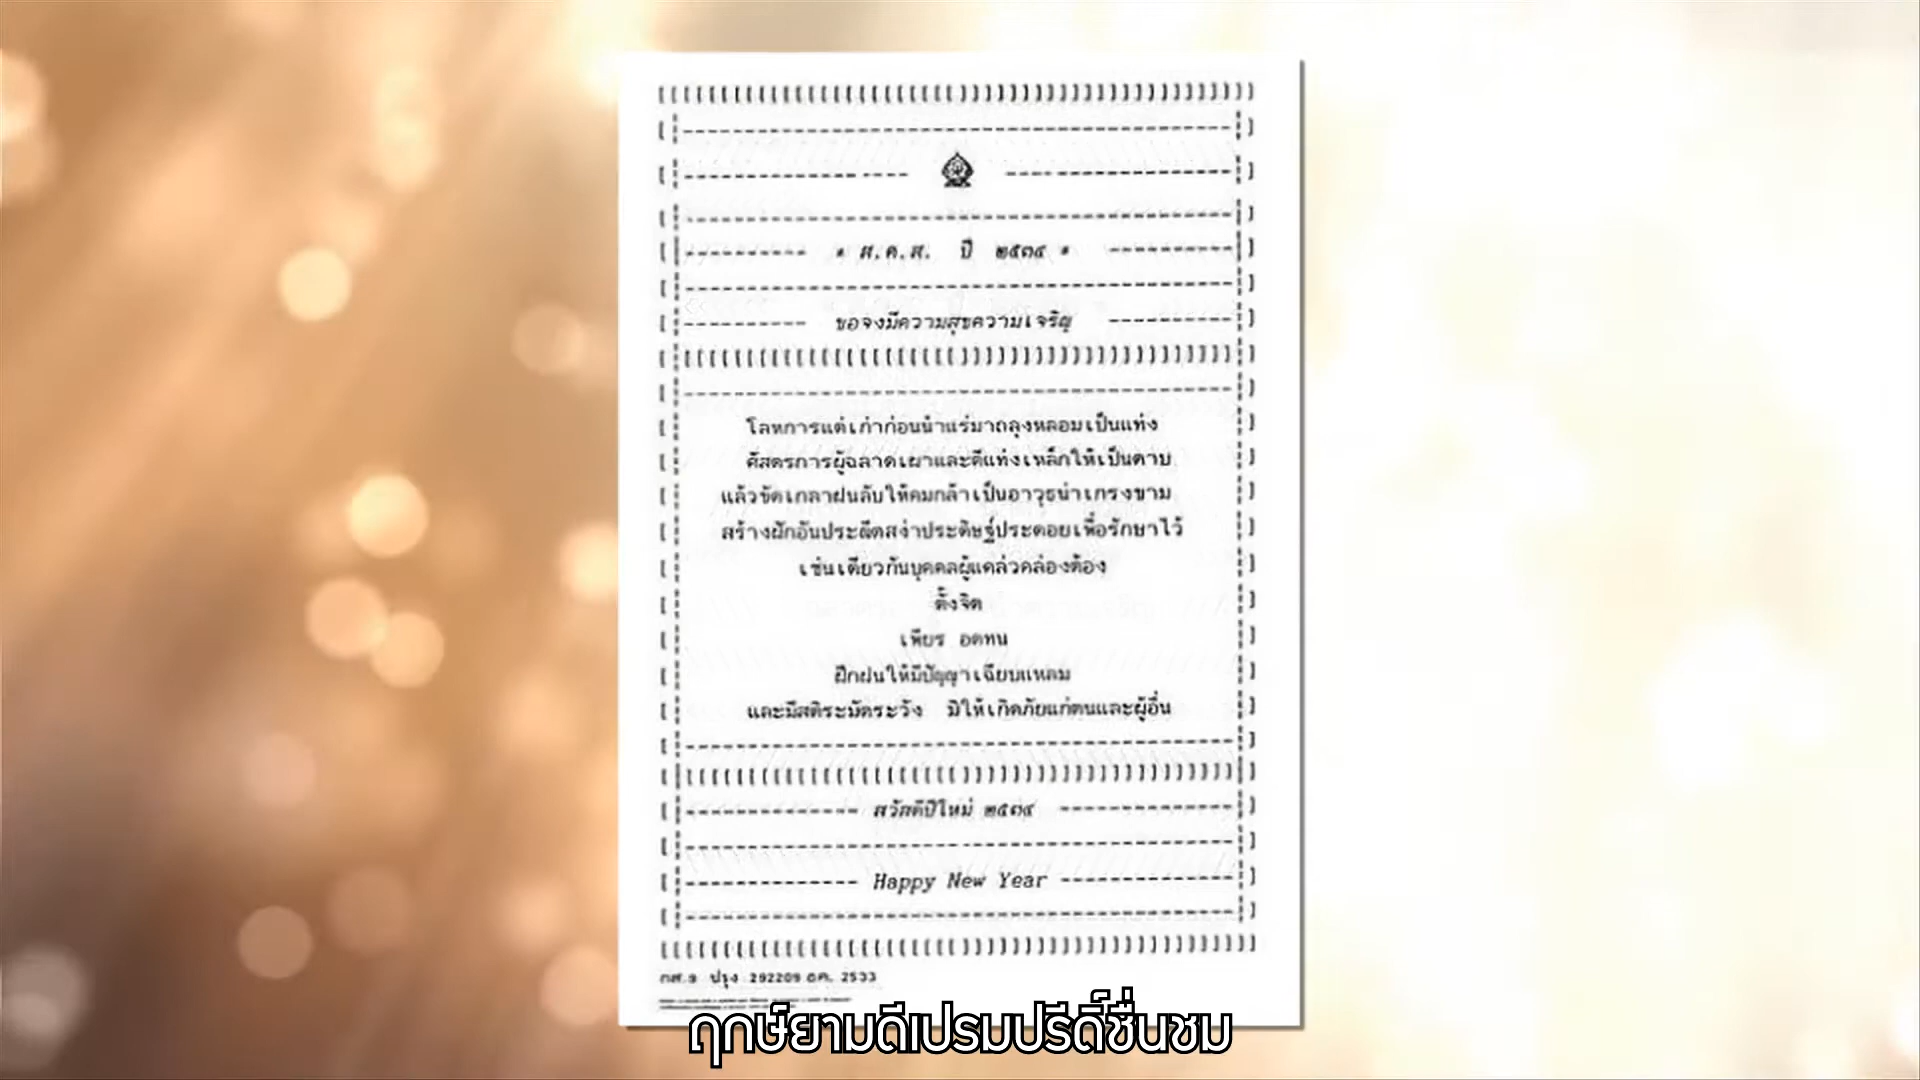 * ส.ค.ส. ปี ๒๕๓๔ *
ขอจงมีความสุขความเจริญ
โลหการแต่เก่าก่อนนำแร่มาถลุงหลอมเป็นแท่ง
ศัสตรการผู้ฉลาดเผาและตีแท่งเหล็กให้เป็นดาบ
แล้วขัดเกลาฝนลับให้คมกล้าเป็นอาวุธน่าเกรงขาม
สร้างฝักอันประณีตสง่าประดิษฐ์ประดอยเพื่อรักษาไว้
เช่นเดียวกันบุคคลผู้แคล่วคล่องต้อง
ตั้งจิต
เพียร อดทน
ฝึกฝนให้มีปัญญาเฉียบแหลม
และมีสติระมัดระวัง มิให้เกิดภัยแก่ตนและผู้อื่น
สวัสดีปีใหม่ ๒๕๓๔
Happy New Year
กส.9 ปรุง 292209 ธค. 2533
ฤกษ์ยามดีเปรมปรีดิ์ชื่นชม